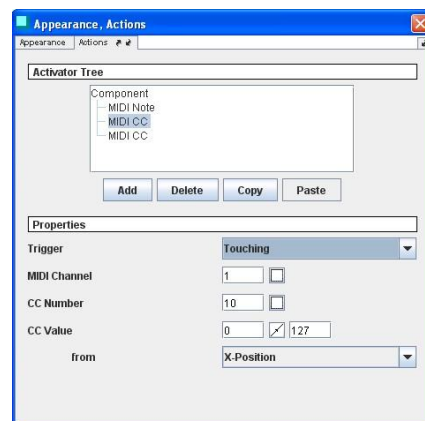 Appearance, Actions
Appearance Actions
Activator Tree
Component
MIDI Note
MIDI CC
MIDI CC
Add Delete Copy Paste
Properties
Trigger Touching
MIDI Channel 1
CC Number 10
CC Value 0 127
from X-Position